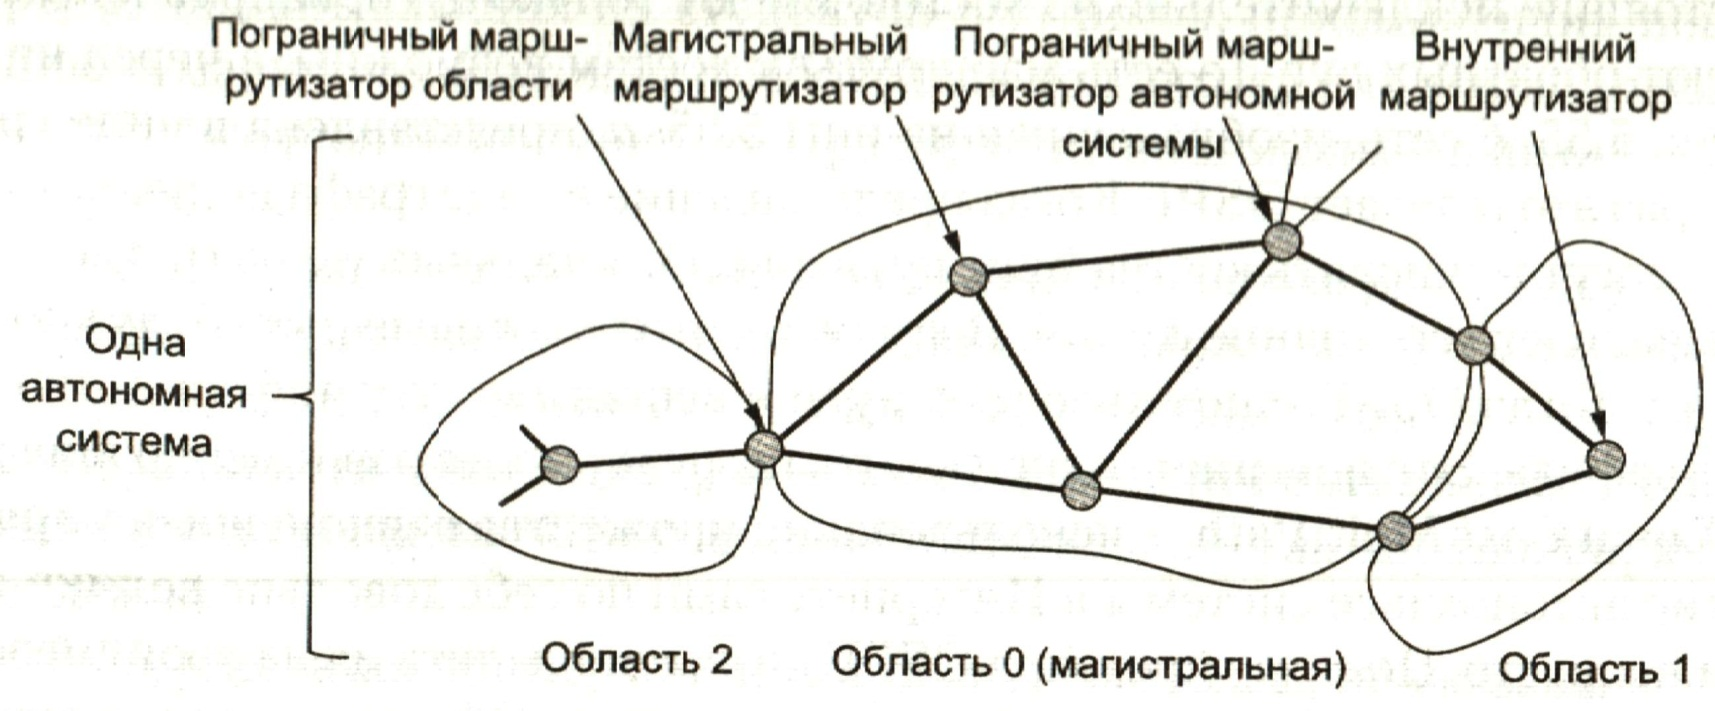 Пограничный марш-
рутизатор области
Магистральный
маршрутизатор
Пограничный марш-
рутизатор автономной
системы
Внутренний
маршрутизатор
Одна
автономная
система
Область 2
Область 0 (магистральная)
Область 1